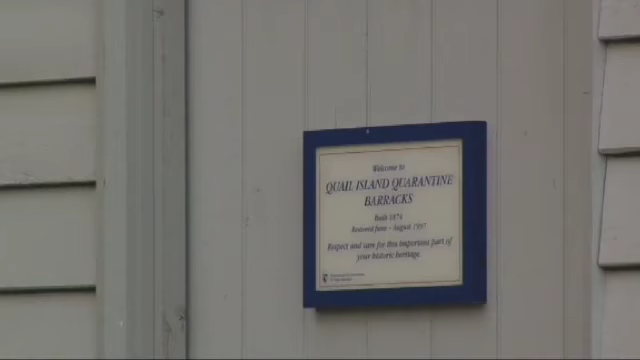 Welcome to
QUAIL ISLAND QUARANTINE
BARRACKS
Built 1874
Restored June - August 1997
Respect and care for this important part of
your historic heritage.